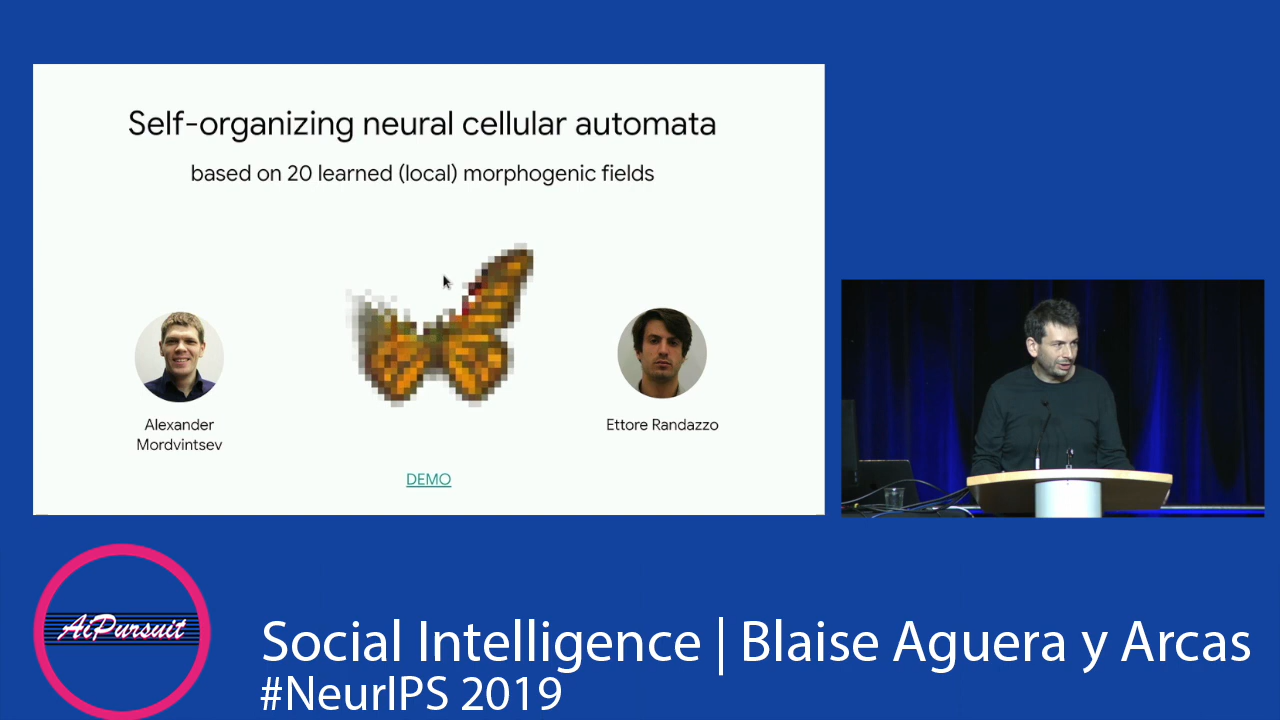 Self-organizing neural cellular automata
based on 20 learned (local) morphogenic fields
Alexander
Mordvintsev
Ettore Randazzo
DEMO
AiPursuit
Social Intelligence | Blaise Aguera y Arcas
#NeurIPS 2019